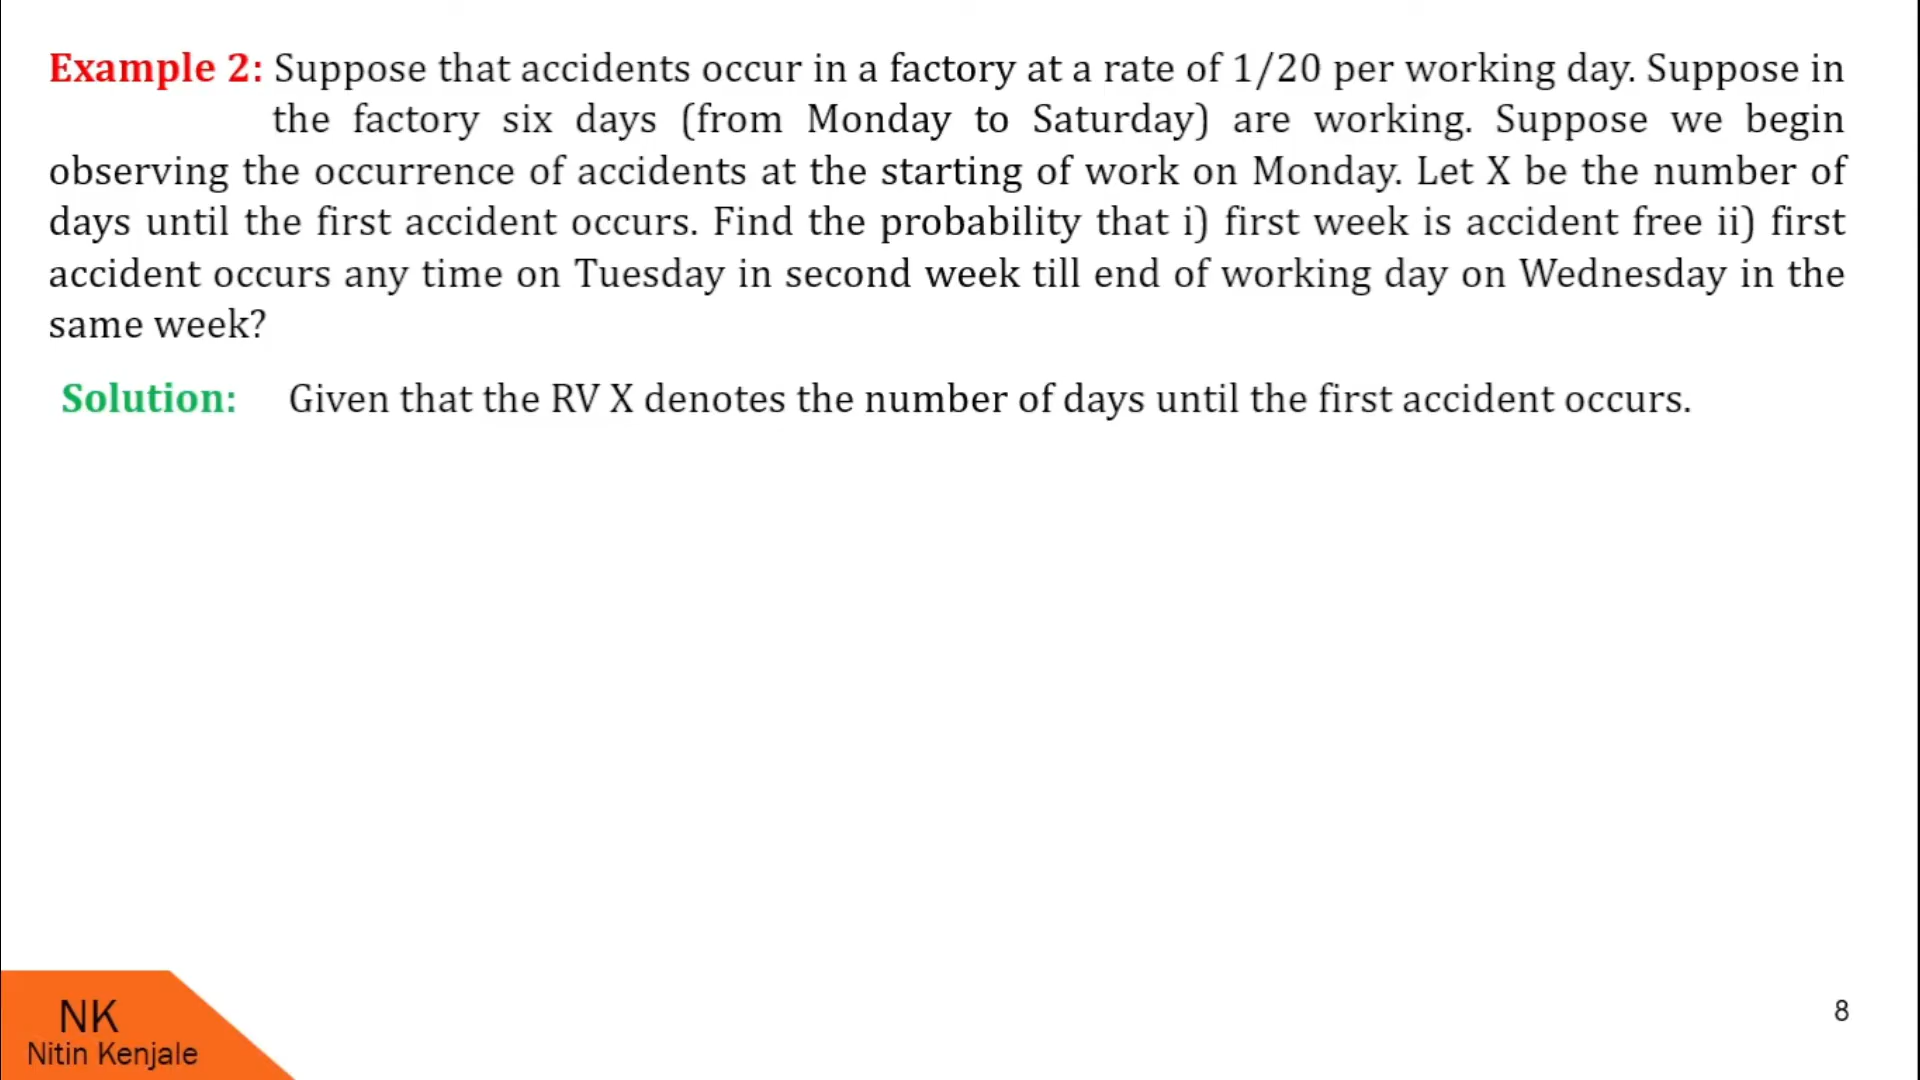 Example 2: Suppose that accidents occur in a factory at a rate of 1/20 per working day. Suppose in
the factory six days (from Monday to Saturday) are working. Suppose we begin
observing the occurrence of accidents at the starting of work on Monday. Let X be the number of
days until the first accident occurs. Find the probability that i) first week is accident free ii) first
accident occurs any time on Tuesday in second week till end of working day on Wednesday in the
same week?
Solution: Given that the RV X denotes the number of days until the first accident occurs.
NK
Nitin Kenjale
8